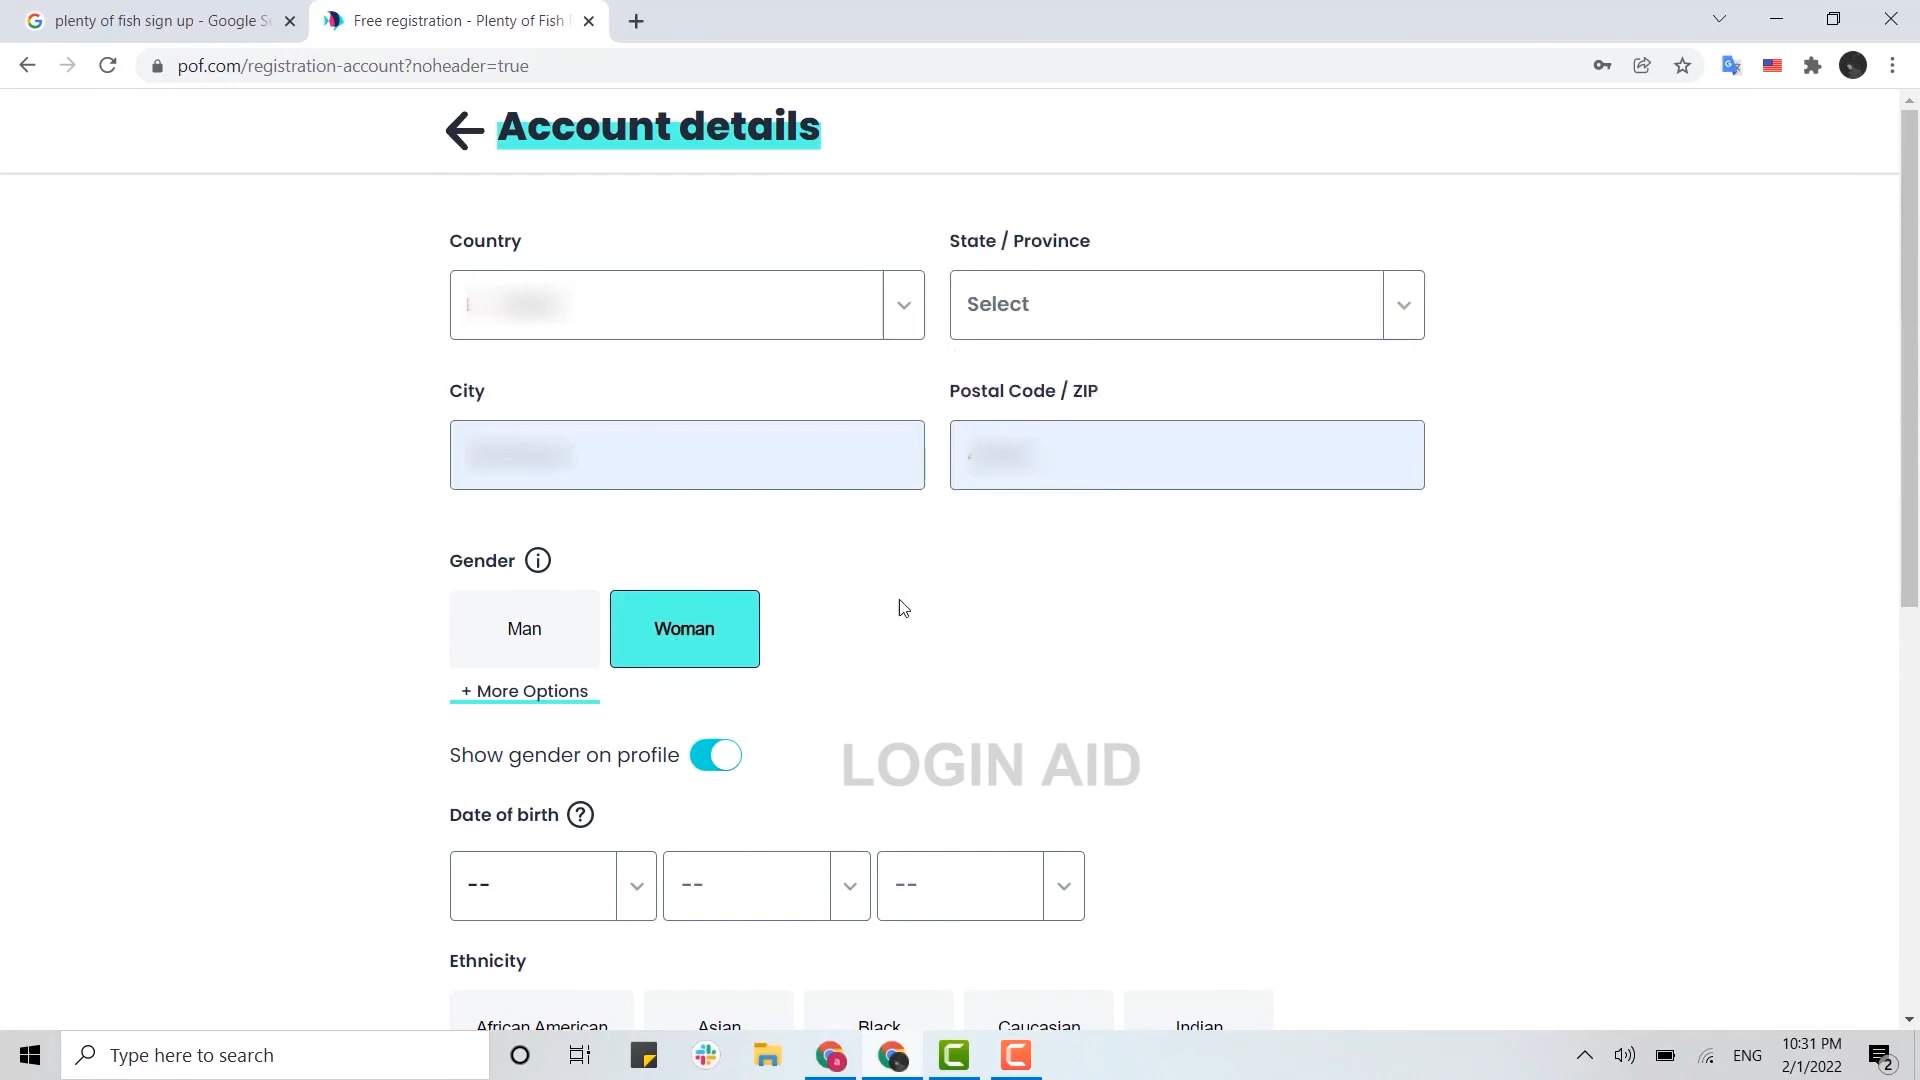 plenty of fish sign up - Google Se
Free registration - Plenty of Fish
pof.com/registration-account?noheader=true
Account details
Country
State / Province
Select
City
Postal Code / ZIP
Gender
Man
Woman
+ More Options
Show gender on profile
LOGIN AID
Date of birth
-- -- --
Ethnicity
African American
Asian
Black
Caucasian
Indian
Type here to search
ENG
10:31 PM
2/1/2022
2